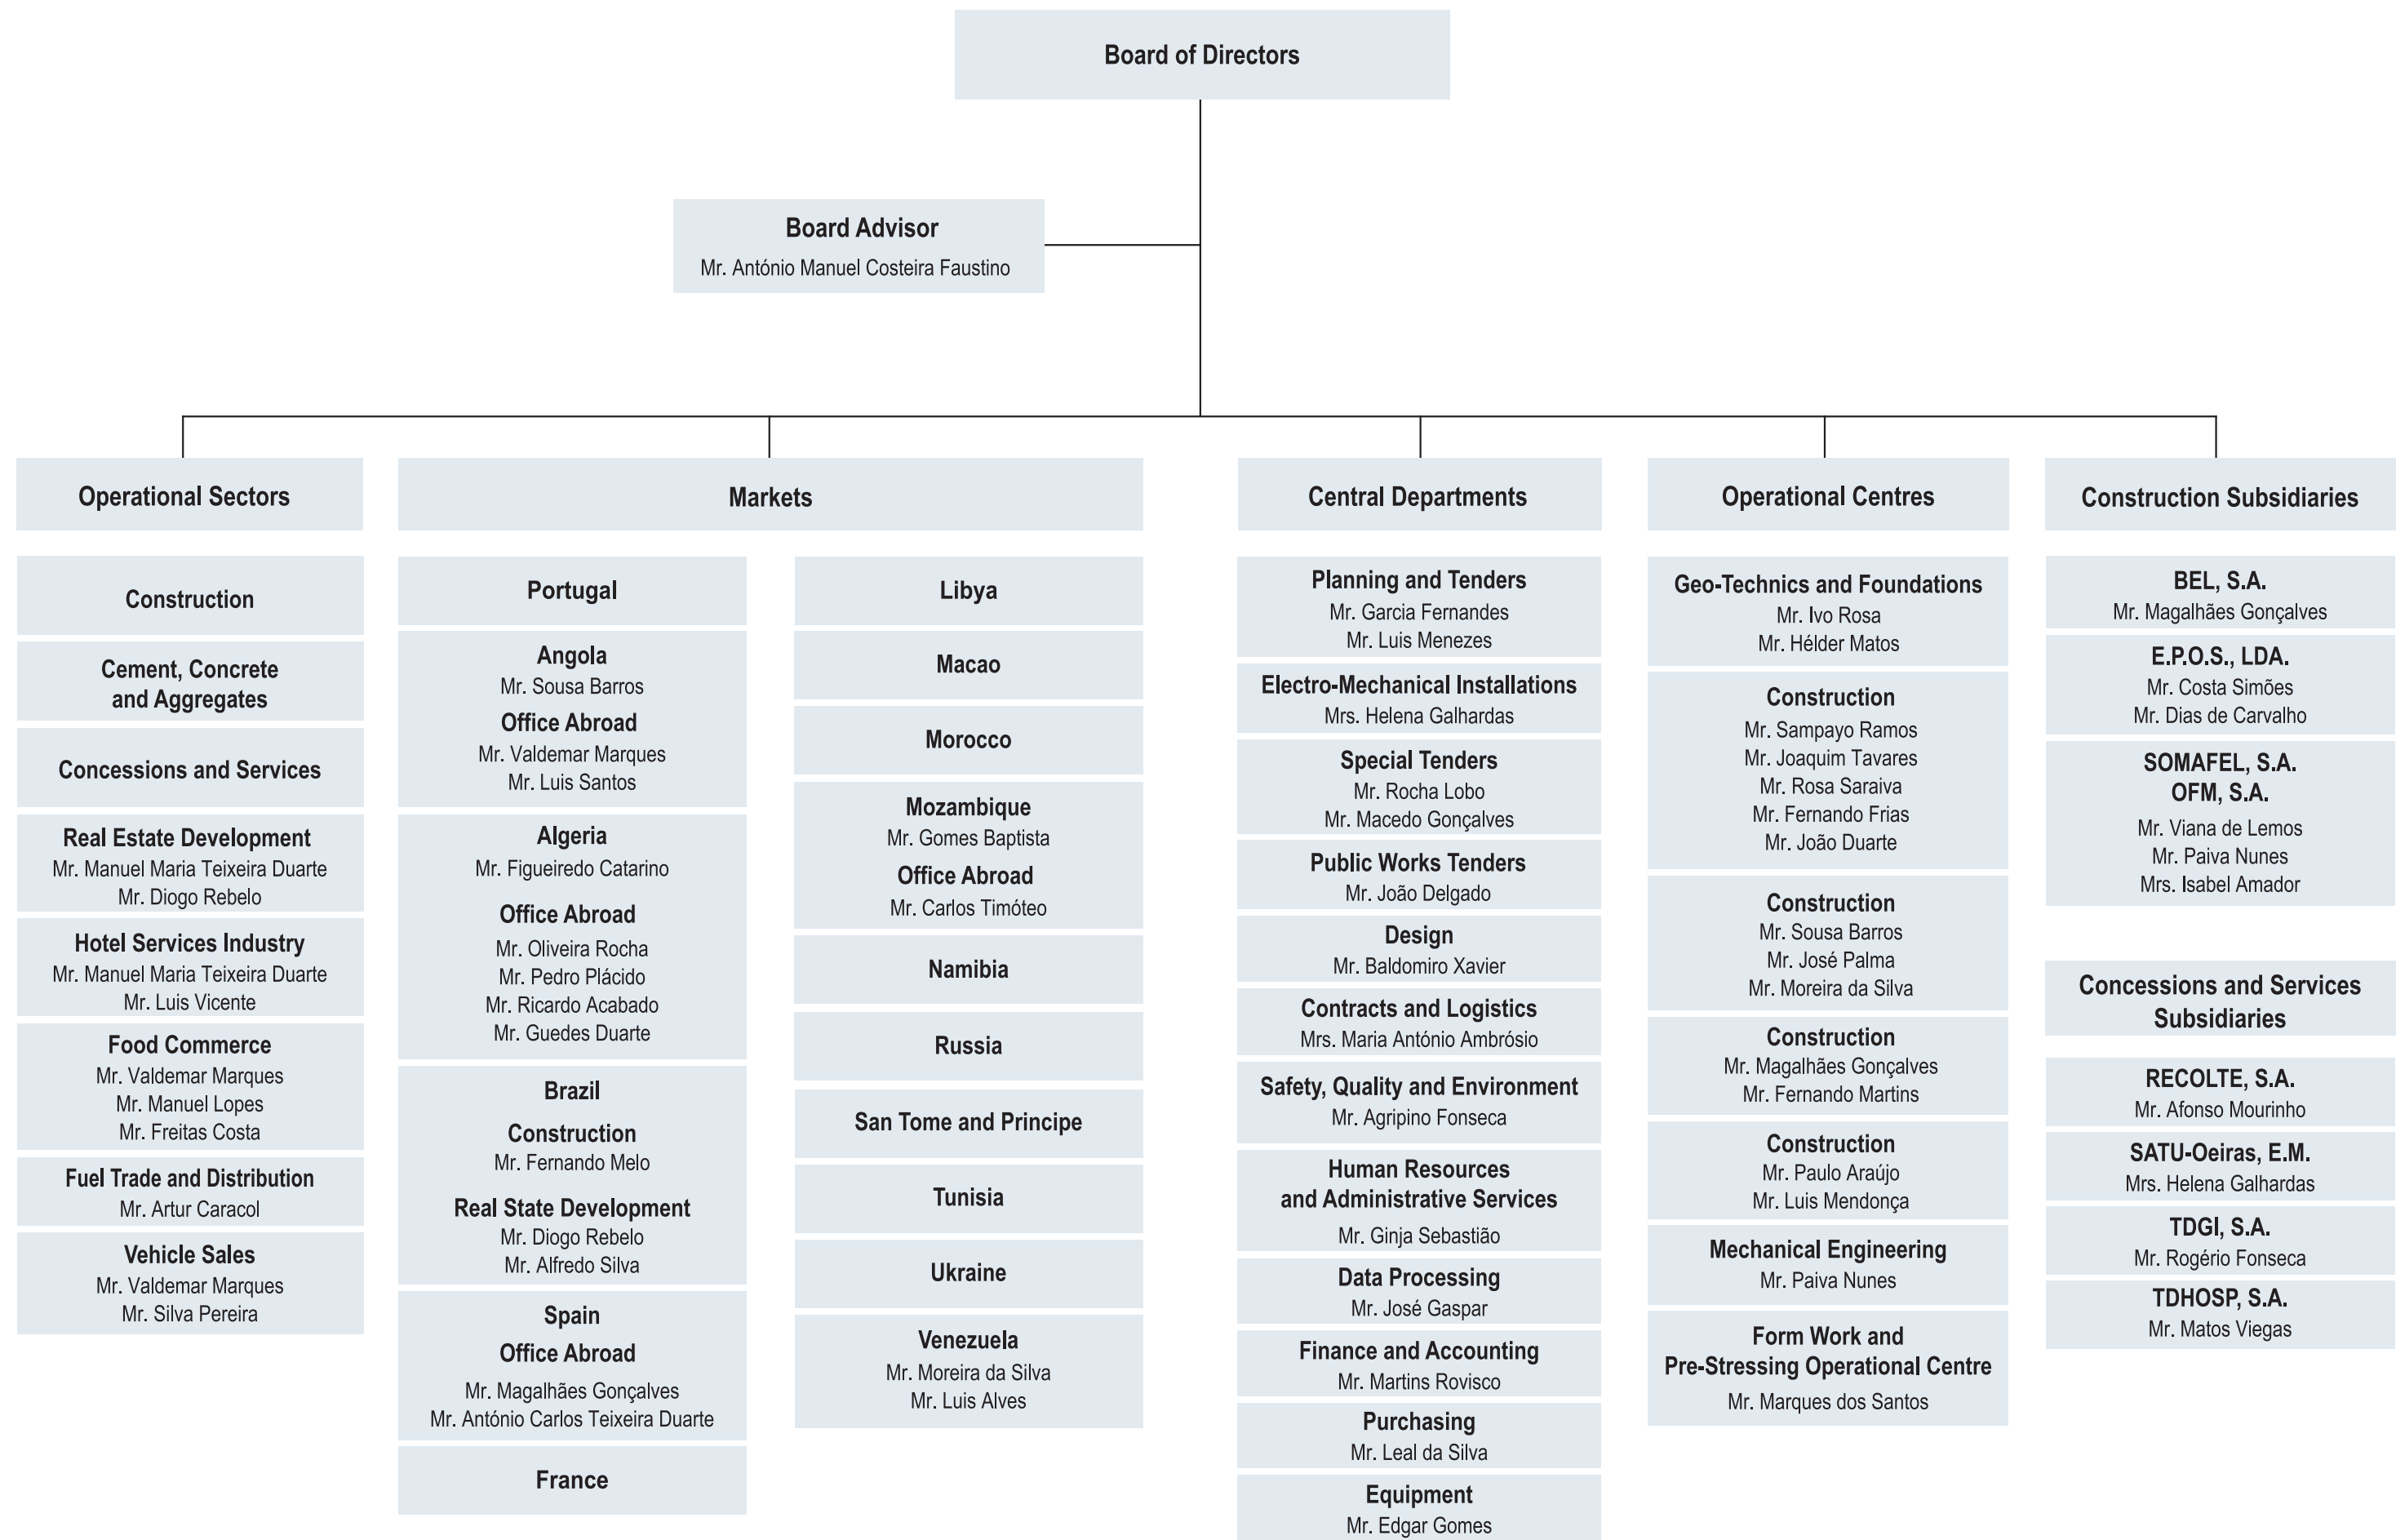 Board of Directors
Board Advisor
Mr. António Manuel Costeira Faustino
Operational Sectors
Construction
Cement, Concrete
and Aggregates
Concessions and Services
Real Estate Development
Mr. Manuel Maria Teixeira Duarte
Mr. Diogo Rebelo
Hotel Services Industry
Mr. Manuel Maria Teixeira Duarte
Mr. Luis Vicente
Food Commerce
Mr. Valdemar Marques
Mr. Manuel Lopes
Mr. Freitas Costa
Fuel Trade and Distribution
Mr. Artur Caracol
Vehicle Sales
Mr. Valdemar Marques
Mr. Silva Pereira
Markets
Portugal
Angola
Mr. Sousa Barros
Office Abroad
Mr. Valdemar Marques
Mr. Luis Santos
Algeria
Mr. Figueiredo Catarino
Office Abroad
Mr. Oliveira Rocha
Mr. Pedro Plácido
Mr. Ricardo Acabado
Mr. Guedes Duarte
Brazil
Construction
Mr. Fernando Melo
Real State Development
Mr. Diogo Rebelo
Mr. Alfredo Silva
Spain
Office Abroad
Mr. Magalhães Gonçalves
Mr. António Carlos Teixeira Duarte
France
Libya
Macao
Morocco
Mozambique
Mr. Gomes Baptista
Office Abroad
Mr. Carlos Timóteo
Namibia
Russia
San Tome and Principe
Tunisia
Ukraine
Venezuela
Mr. Moreira da Silva
Mr. Luis Alves
Central Departments
Planning and Tenders
Mr. Garcia Fernandes
Mr. Luis Menezes
Electro-Mechanical Installations
Mrs. Helena Galhardas
Special Tenders
Mr. Rocha Lobo
Mr. Macedo Gonçalves
Public Works Tenders
Mr. João Delgado
Design
Mr. Baldomiro Xavier
Contracts and Logistics
Mrs. Maria António Ambrósio
Safety, Quality and Environment
Mr. Agripino Fonseca
Human Resources
and Administrative Services
Mr. Ginja Sebastião
Data Processing
Mr. José Gaspar
Finance and Accounting
Mr. Martins Rovisco
Purchasing
Mr. Leal da Silva
Equipment
Mr. Edgar Gomes
Operational Centres
Geo-Technics and Foundations
Mr. Ivo Rosa
Mr. Hélder Matos
Construction
Mr. Sampayo Ramos
Mr. Joaquim Tavares
Mr. Rosa Saraiva
Mr. Fernando Frias
Mr. João Duarte
Construction
Mr. Sousa Barros
Mr. José Palma
Mr. Moreira da Silva
Construction
Mr. Magalhães Gonçalves
Mr. Fernando Martins
Construction
Mr. Paulo Araújo
Mr. Luis Mendonça
Mechanical Engineering
Mr. Paiva Nunes
Form Work and
Pre-Stressing Operational Centre
Mr. Marques dos Santos
Construction Subsidiaries
BEL, S.A.
Mr. Magalhães Gonçalves
E.P.O.S., LDA.
Mr. Costa Simões
Mr. Dias de Carvalho
SOMAFEL, S.A.
OFM, S.A.
Mr. Viana de Lemos
Mr. Paiva Nunes
Mrs. Isabel Amador
Concessions and Services
Subsidiaries
RECOLTE, S.A.
Mr. Afonso Mourinho
SATU-Oeiras, E.M.
Mrs. Helena Galhardas
TDGI, S.A.
Mr. Rogério Fonseca
TDHOSP, S.A.
Mr. Matos Viegas